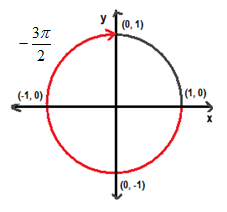 y
(0, 1)
-3π/2
(-1, 0)
(1, 0)
x
(0, -1)